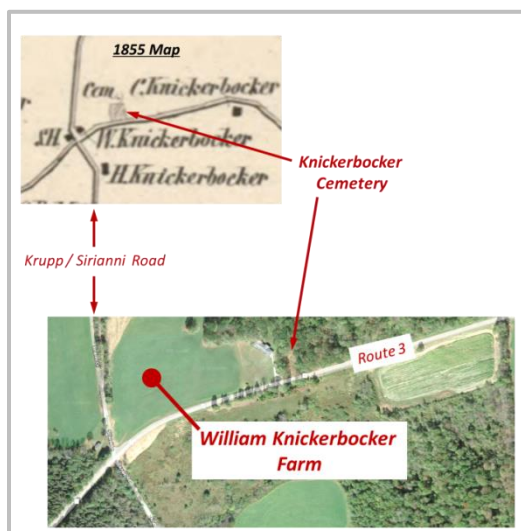 1855 Map
Cem. C. Knickerbocker
S.H.
W. Knickerbocker
H. Knickerbocker
Knickerbocker
Cemetery
Krupp / Sirianni Road
Route 3
William Knickerbocker
Farm